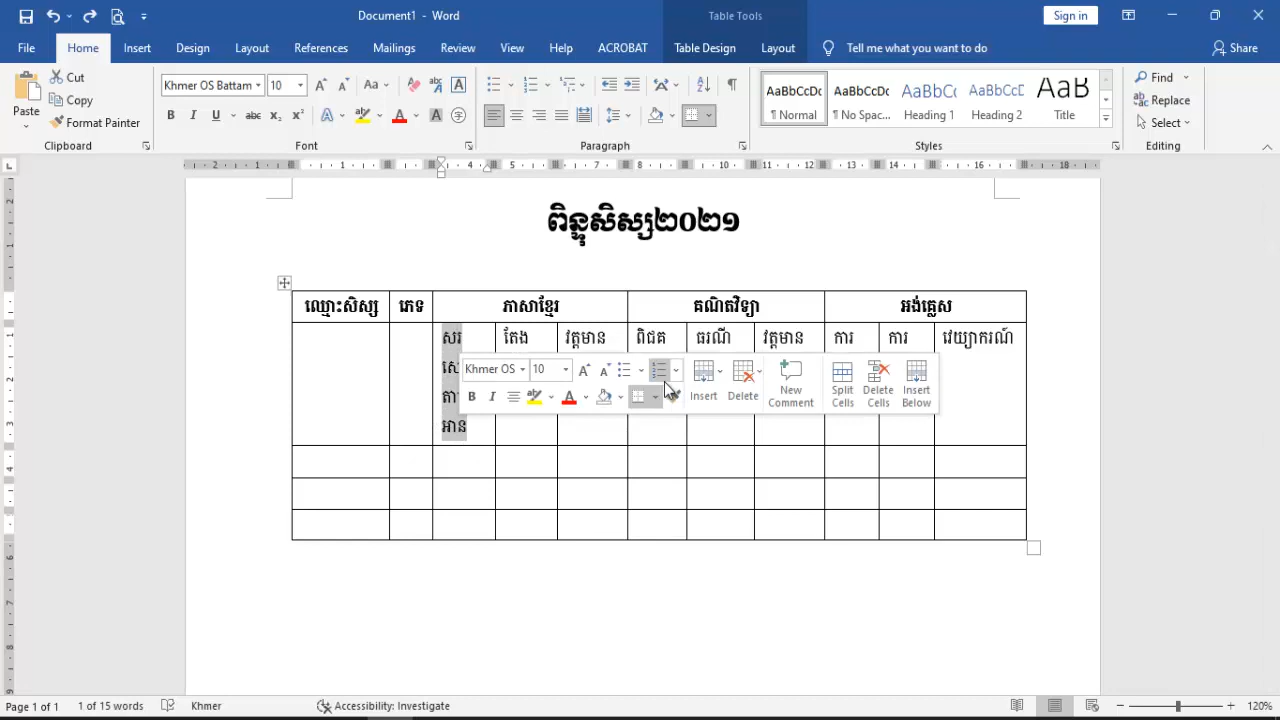 Document1 - Word
Table Tools
Sign in
File Home Insert Design Layout References Mailings Review View Help ACROBAT Table Design Layout Tell me what you want to do Share
Paste
Cut
Copy
Format Painter
Clipboard
Khmer OS Battam 10
Font
Paragraph
AaBbCcDc
¶ Normal
AaBbCcDc
¶ No Spac...
AaBbCc
Heading 1
AaBbCcC
Heading 2
AaB
Title
Styles
Find
Replace
Select
Editing
ពិន្ទុសិស្ស២០២១
ឈ្មោះសិស្ស ភេទ ភាសាខ្មែរ គណិតវិទ្យា អង់គ្លេស
សរ តែង វត្តមាន ពិជគ ធរណី វត្តមាន ការ ការ វេយ្យាករណ៍
អាន
Khmer OS 10
Insert
Delete
New Comment
Split Cells
Delete Cells
Insert Below
Page 1 of 1 1 of 15 words Khmer Accessibility: Investigate 120%